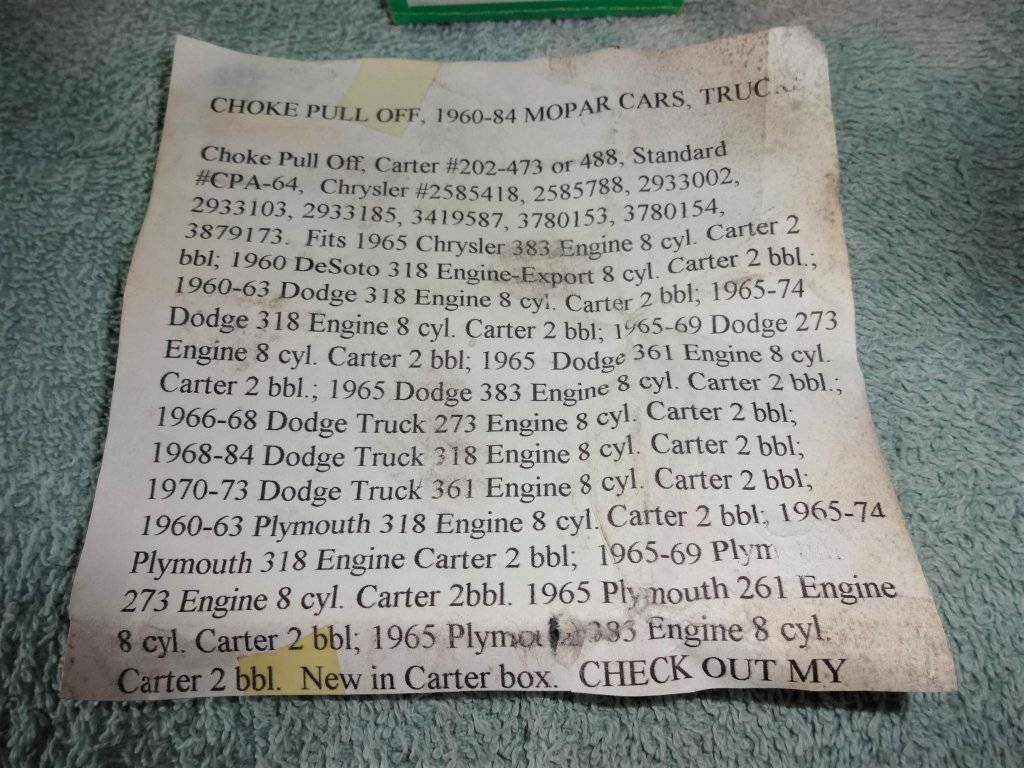 CHOKE PULL OFF, 1960-84 MOPAR CARS,
Choke Pull Off, Carter #202-473 or 488, Standard
#CPA-64, Chrysler #2585418, 2585788, 2933002,
2933103, 2933185, 3419587, 3780153, 3780154,
3879173. Fits 1965 Chrysler 383 Engine 8 cyl. Carter 2
bbl; 1960 DeSoto 318 Engine-Export 8 cyl. Carter 2 bbl.;
1960-63 Dodge 318 Engine 8 cyl. Carter 2 bbl; 1965-74
Dodge 318 Engine 8 cyl. Carter 2 bbl; 1965-69 Dodge 273
Engine 8 cyl. Carter 2 bbl; 1965 Dodge 361 Engine 8 cyl.
Carter 2 bbl.; 1965 Dodge 383 Engine 8 cyl. Carter 2 bbl.;
1966-68 Dodge Truck 273 Engine 8 cyl. Carter 2 bbl;
1968-84 Dodge Truck 318 Engine 8 cyl. Carter 2 bbl;
1970-73 Dodge Truck 361 Engine 8 cyl. Carter 2 bbl;
1960-63 Plymouth 318 Engine 8 cyl. Carter 2 bbl; 1965-74
Plymouth 318 Engine Carter 2 bbl; 1965-69
273 Engine 8 cyl. Carter 2bbl. 1965 Plymouth 261 Engine
8 cyl. Carter 2 bbl; 1965 Plymouth 383 Engine 8 cyl.
Carter 2 bbl. New in Carter box. CHECK OUT MY